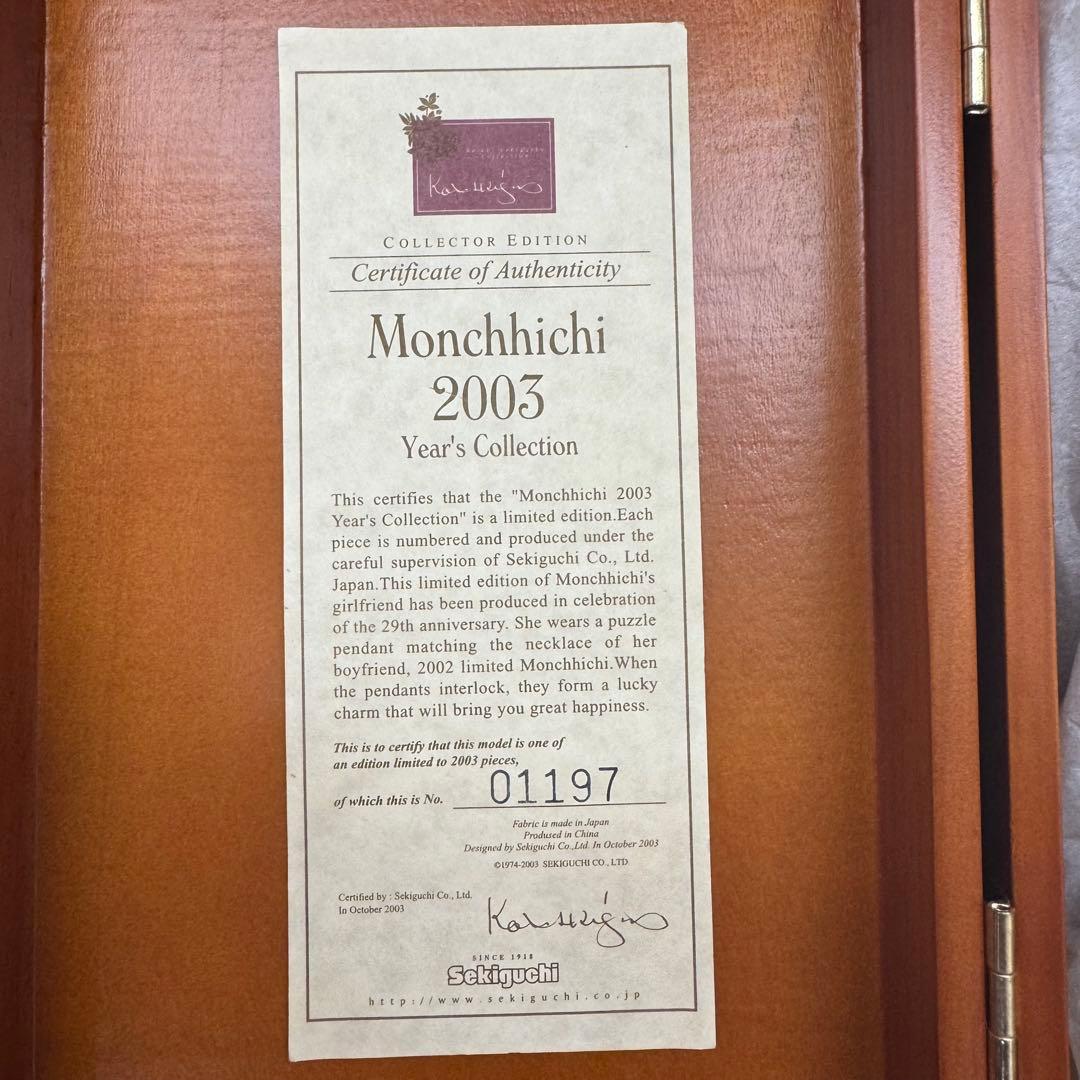 COLLECTOR EDITION
Certificate of Authenticity
Monchhichi
2003
Year's Collection
This certifies that the "Monchhichi 2003
Year's Collection" is a limited edition.Each
piece is numbered and produced under the
careful supervision of Sekiguchi Co., Ltd.
Japan.This limited edition of Monchhichi's
girlfriend has been produced in celebration
of the 29th anniversary. She wears a puzzle
pendant matching the necklace of her
boyfriend, 2002 limited Monchhichi.When
the pendants interlock, they form a lucky
charm that will bring you great happiness.
This is to certify that this model is one of
an edition limited to 2003 pieces,
of which this is No. 01197
Fabric is made in Japan
Prodused in China
Designed by Sekiguchi Co.,Ltd. In October 2003
©1974-2003 SEKIGUCHI CO., LTD.
Certified by : Sekiguchi Co., Ltd.
In October 2003
SINCE 1918
Sekiguchi
http://www.sekiguchi.co.jp